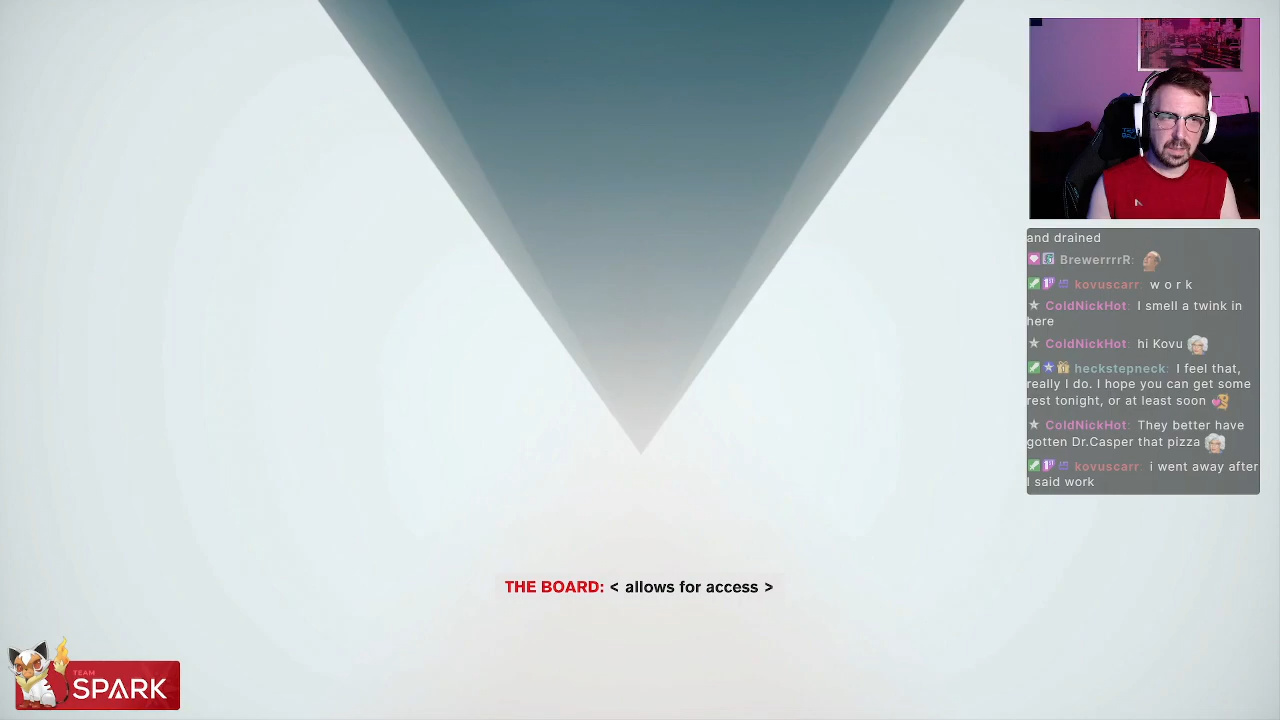 and drained
BrewerrrrR:
kovuscarr: w o r k
ColdNickHot: I smell a twink in
here
ColdNickHot: hi Kovu
heckstepneck: I feel that,
really I do. I hope you can get some
rest tonight, or at least soon
ColdNickHot: They better have
gotten Dr.Casper that pizza
kovuscarr: i went away after
I said work
THE BOARD: < allows for access >
TEAM
SPARK